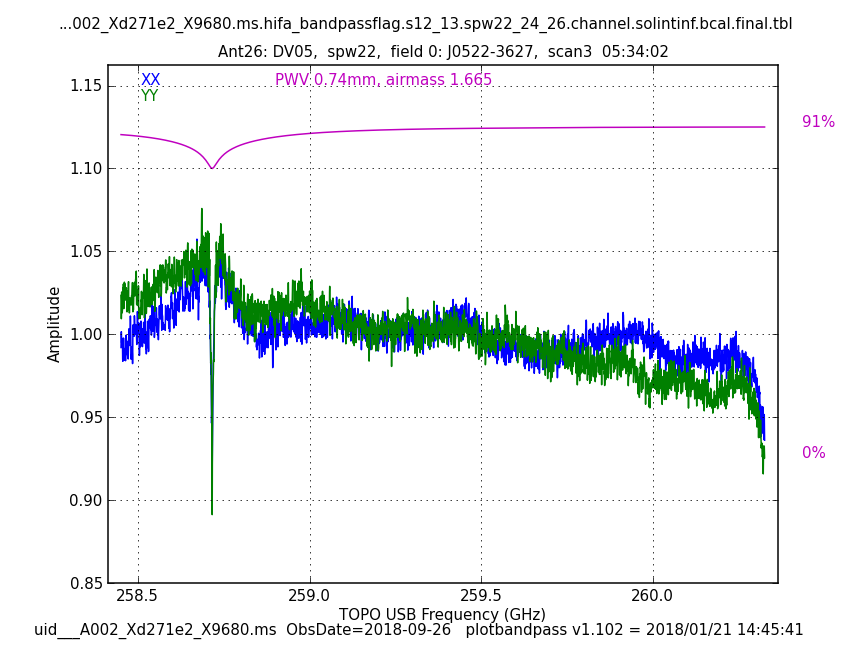 ...002_Xd271e2_X9680.ms.hifa_bandpassflag.s12_13.spw22_24_26.channel.solintinf.bcal.final.tbl
Ant26: DV05,  spw22,  field 0: J0522-3627,  scan3  05:34:02
XX
YY
PWV 0.74mm, airmass 1.665
91%
0%
1.15
1.10
1.05
1.00
0.95
0.90
0.85
Amplitude
258.5 259.0 259.5 260.0
TOPO USB Frequency (GHz)
uid___A002_Xd271e2_X9680.ms  ObsDate=2018-09-26   plotbandpass v1.102 = 2018/01/21 14:45:41